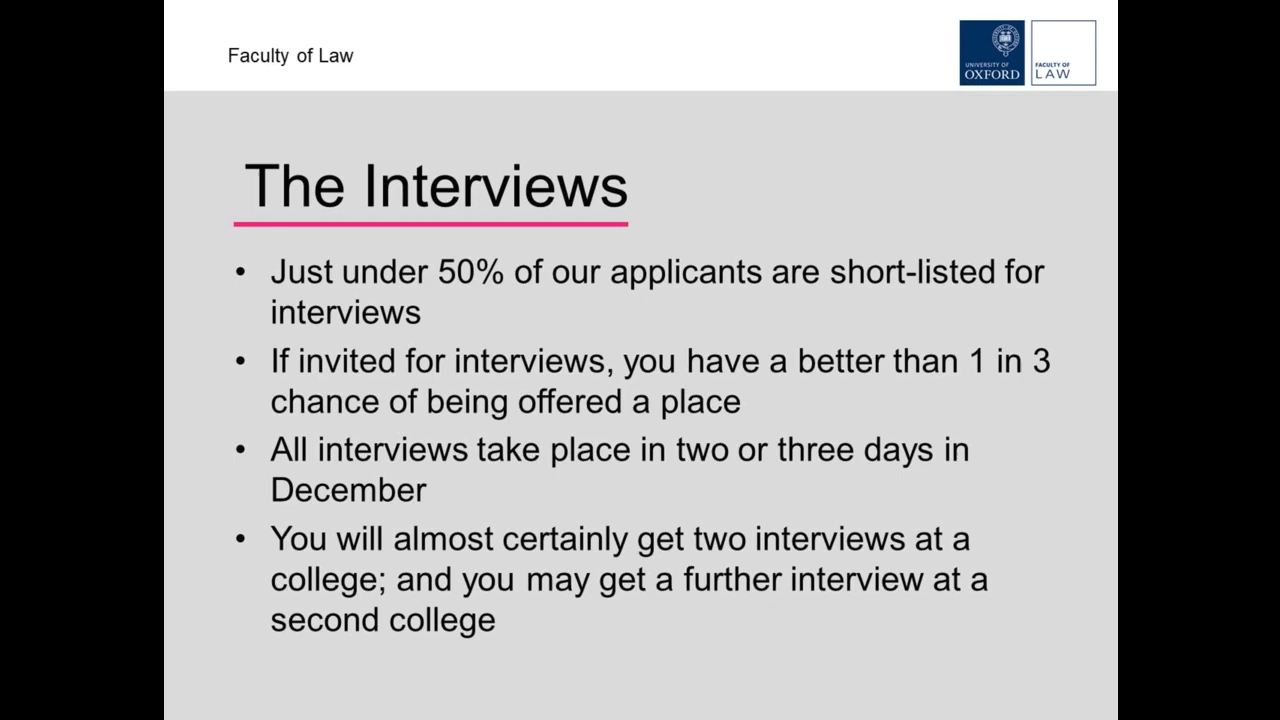 Faculty of Law
UNIVERSITY OF
OXFORD
FACULTY OF
LAW
The Interviews
• Just under 50% of our applicants are short-listed for
interviews
• If invited for interviews, you have a better than 1 in 3
chance of being offered a place
• All interviews take place in two or three days in
December
• You will almost certainly get two interviews at a
college; and you may get a further interview at a
second college